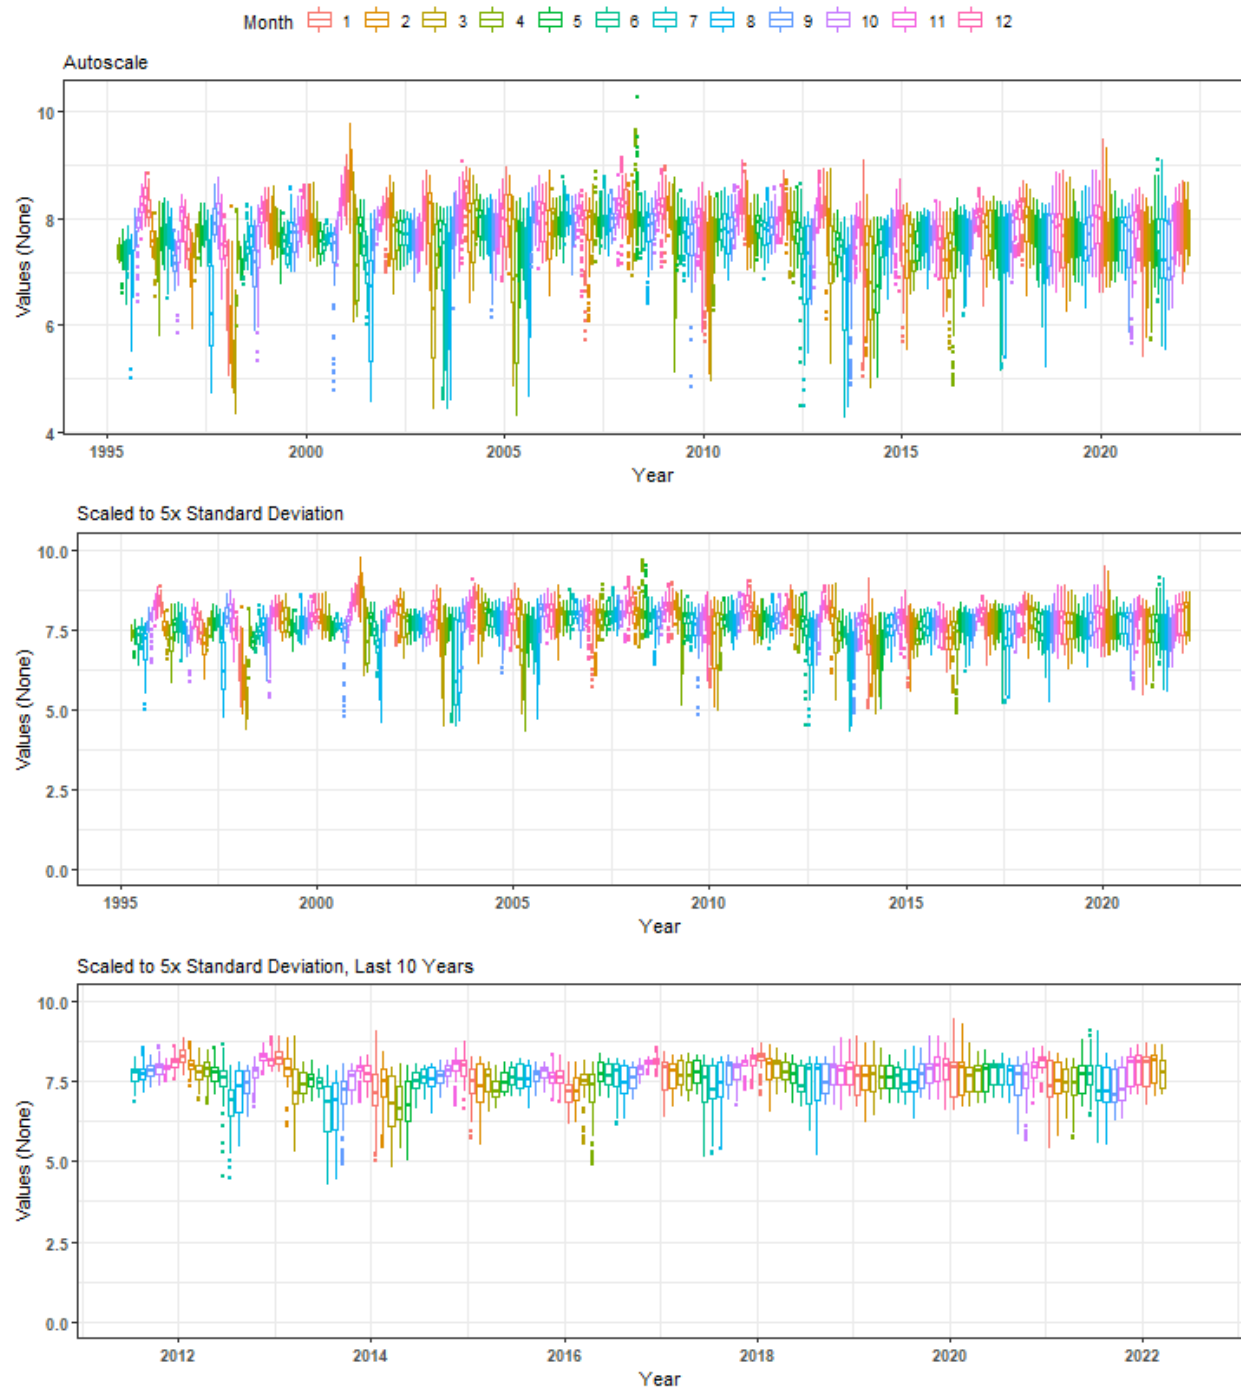 Month 1 2 3 4 5 6 7 8 9 10 11 12
Autoscale
Values (None)
10
8
6
4
1995 2000 2005 2010 2015 2020
Year
Scaled to 5x Standard Deviation
Values (None)
10.0
7.5
5.0
2.5
0.0
1995 2000 2005 2010 2015 2020
Year
Scaled to 5x Standard Deviation, Last 10 Years
Values (None)
10.0
7.5
5.0
2.5
0.0
2012 2014 2016 2018 2020 2022
Year